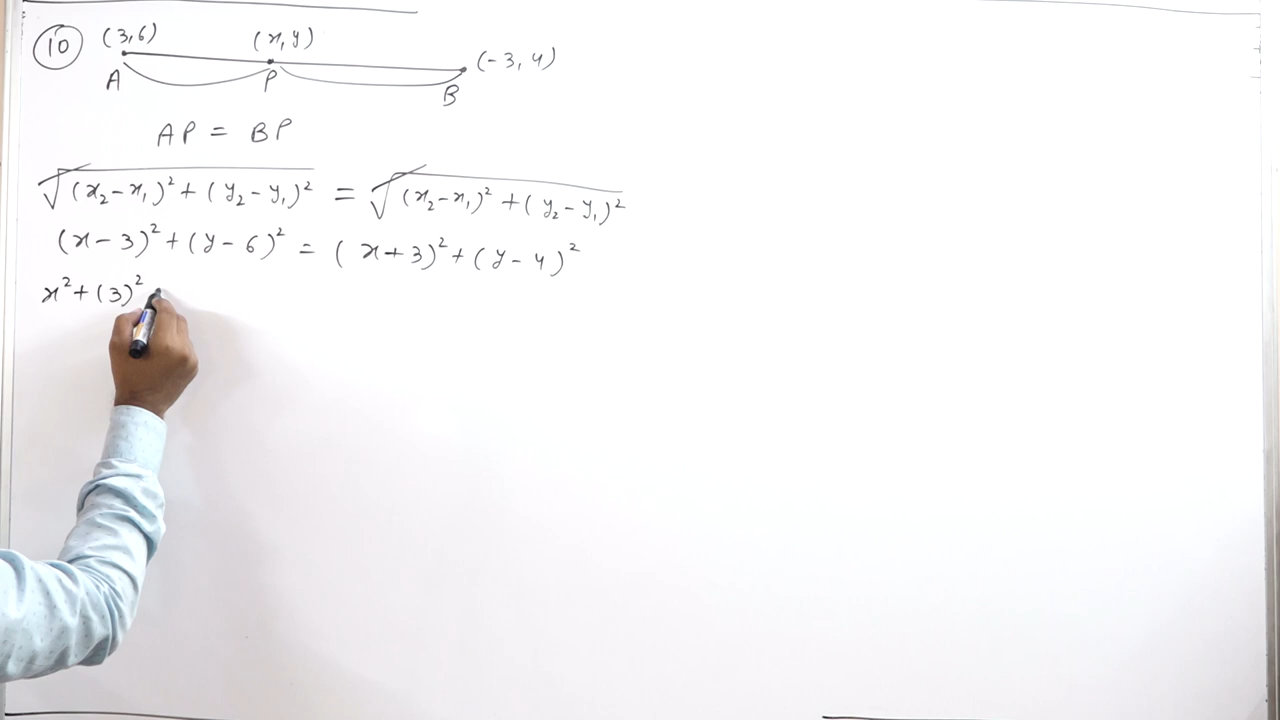 10 (3,6) (x,y) (-3,4)
A P B
AP = BP
√(x₂-x₁)²+(y₂-y₁)² = √(x₂-x₁)²+(y₂-y₁)²
(x-3)²+(y-6)² = (x+3)²+(y-4)²
x²+(3)²